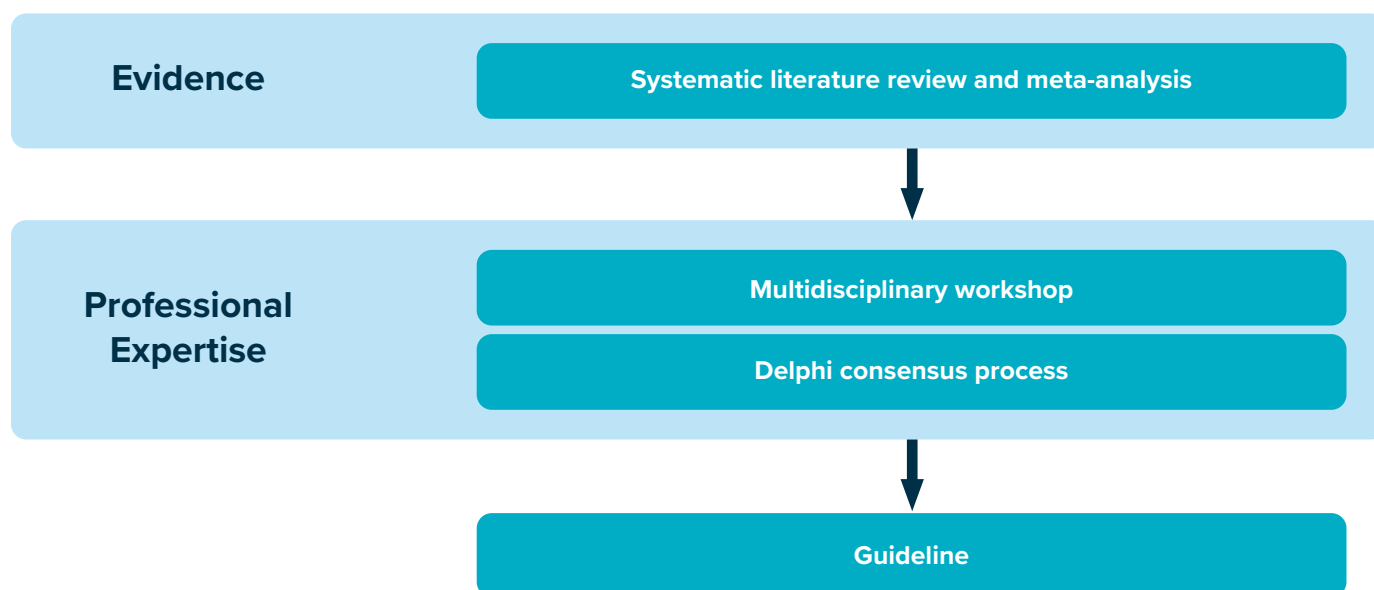 Evidence
Systematic literature review and meta-analysis
Professional
Expertise
Multidisciplinary workshop
Delphi consensus process
Guideline